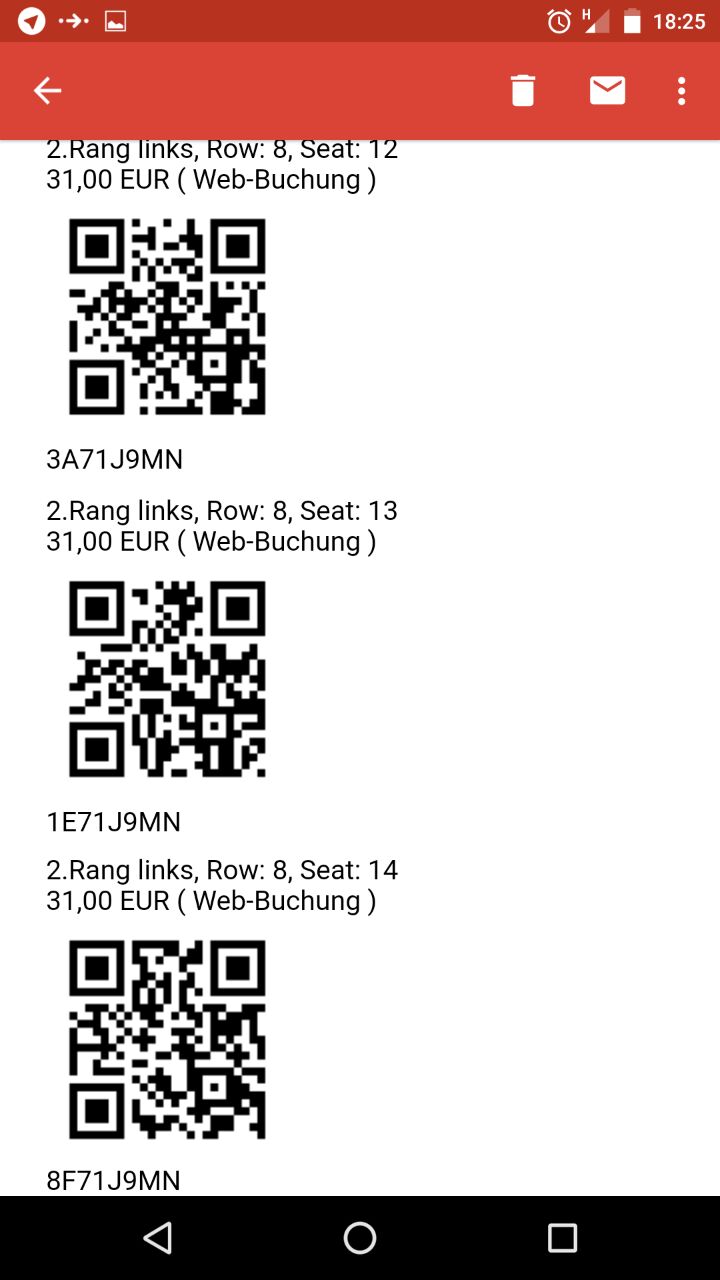 H
18:25
2.Rang links, Row: 8, Seat: 12
31,00 EUR ( Web-Buchung )
3A71J9MN
2.Rang links, Row: 8, Seat: 13
31,00 EUR ( Web-Buchung )
1E71J9MN
2.Rang links, Row: 8, Seat: 14
31,00 EUR ( Web-Buchung )
8F71J9MN